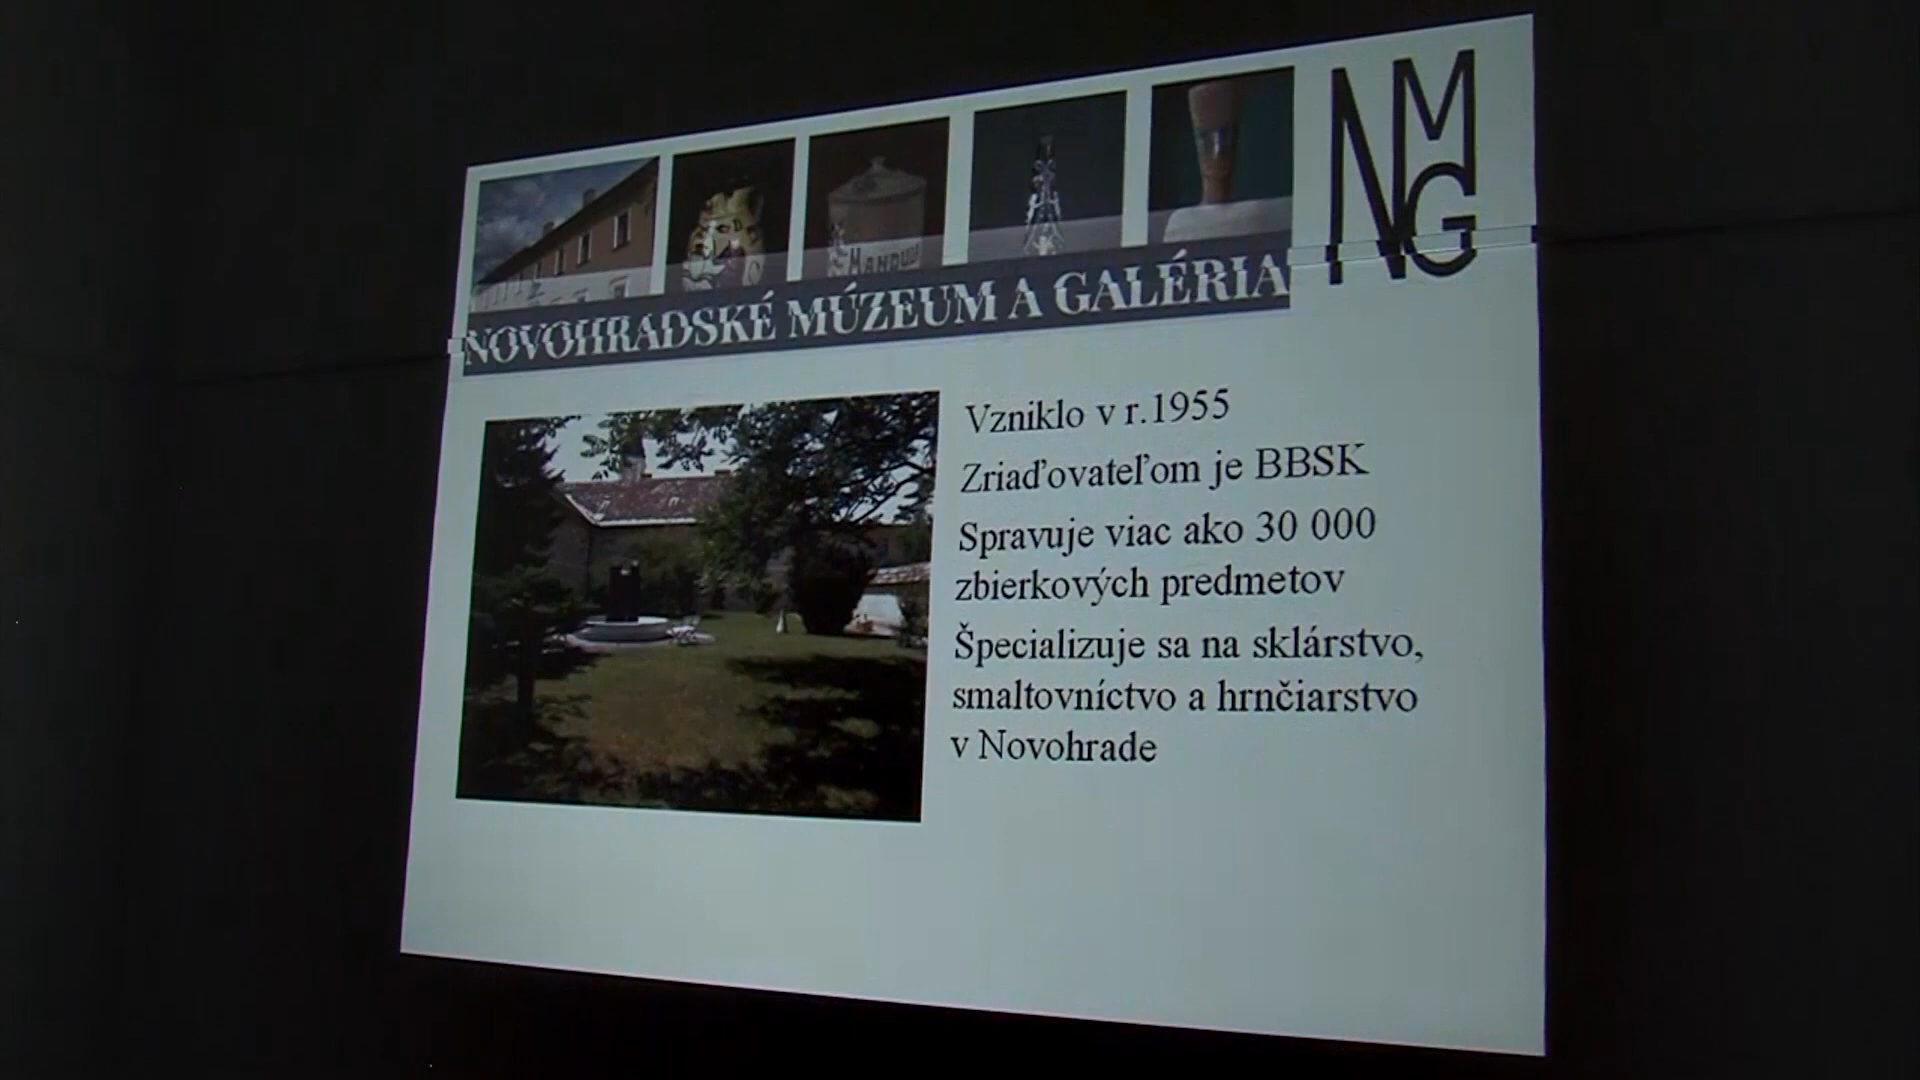 NMG
MANDUĽ
NOVOHRADSKÉ MÚZEUM A GALÉRIA
Vzniklo v r.1955
Zriaďovateľom je BBSK
Spravuje viac ako 30 000
zbierkových predmetov
Špecializuje sa na sklárstvo,
smaltovníctvo a hrnčiarstvo
v Novohrade